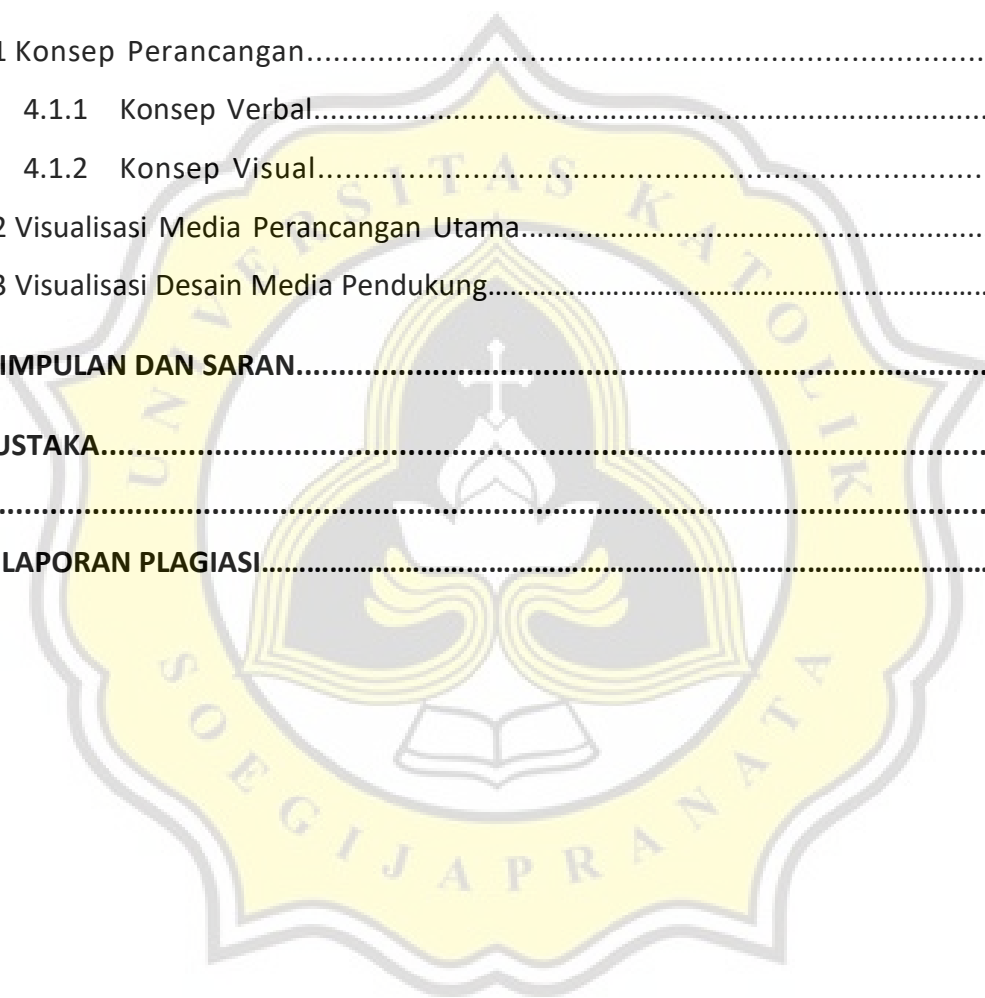 1 Konsep Perancangan........................................................................
4.1.1 Konsep Verbal........................................................................
4.1.2 Konsep Visual........................................................................
2 Visualisasi Media Perancangan Utama........................................................................
3 Visualisasi Desain Media Pendukung........................................................................
IMPULAN DAN SARAN........................................................................
USTAKA........................................................................
........................................................................
LAPORAN PLAGIASI........................................................................
UNIVERSITAS KATOLIK
SOEGIJAPRANATA